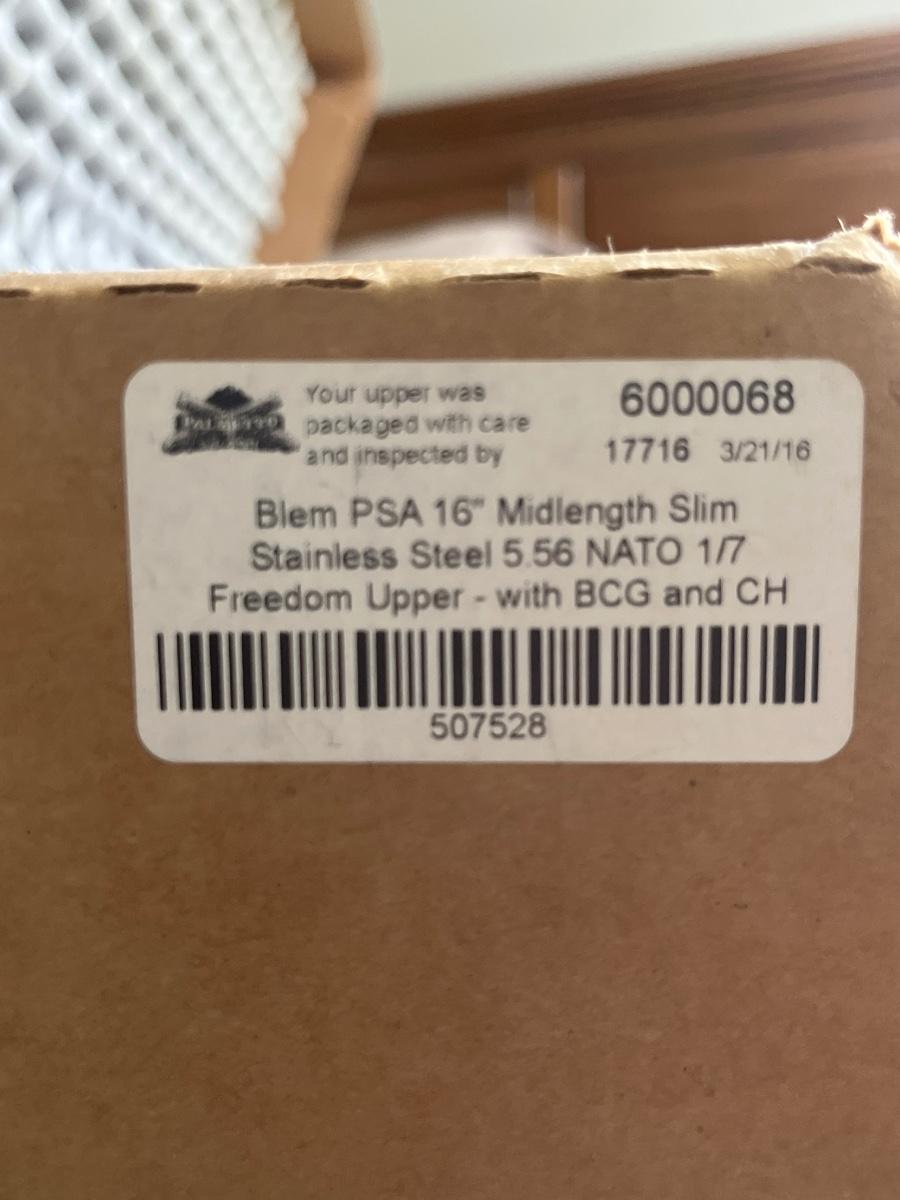 PALMETTO
Your upper was
packaged with care
and inspected by
6000068
17716 3/21/16
Blem PSA 16" Midlength Slim
Stainless Steel 5.56 NATO 1/7
Freedom Upper - with BCG and CH
507528